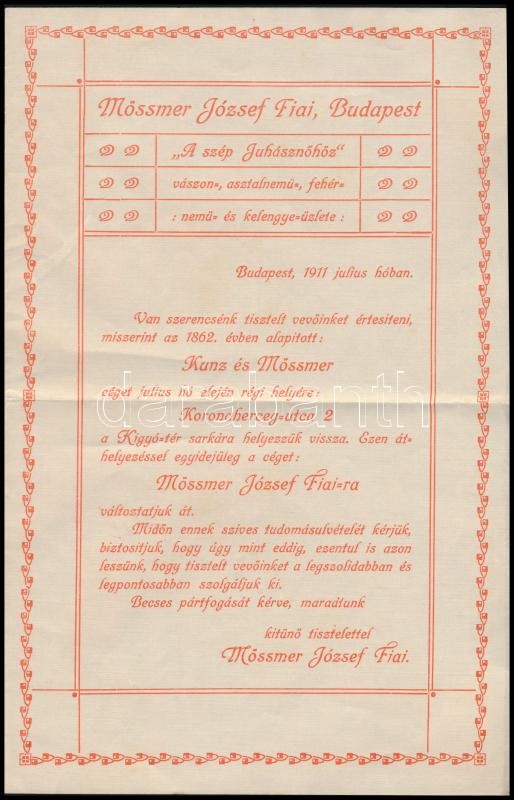 Mössmer József Fiai, Budapest
„A szép Juhásznőhöz“
vászon=, asztalnemü=, fehér=
: nemü= és kelengye=üzlete :
Budapest, 1911 julius hóban.
Van szerencsénk tisztelt vevőinket értesiteni,
miszerint az 1862. évben alapitott :
Kunz és Mössmer
céget julius hó elején régi helyére :
Koronaherceg=utca 2
a Kigyó=tér sarkára helyezzük vissza. Ezen át=
helyezéssel egyidejüleg a céget :
Mössmer József Fiai=ra
változtatjuk át.
Midőn ennek szives tudomásulvételét kérjük,
biztositjuk, hogy úgy mint eddig, ezentul is azon
leszünk, hogy tisztelt vevőinket a legszolidabban és
legpontosabban szolgáljuk ki.
Becses pártfogását kérve, maradtunk
kitünő tisztelettel
Mössmer József Fiai.
darabanth